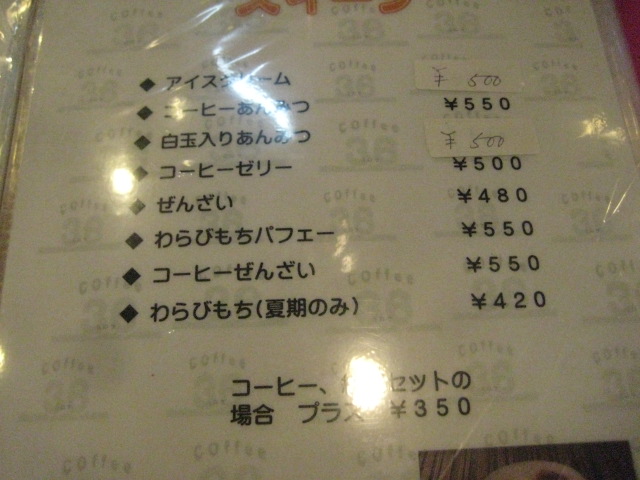 スイーツ
◆ アイスクリーム ¥500
◆ コーヒーあんみつ ¥550
◆ 白玉入りあんみつ ¥500
◆ コーヒーゼリー ¥500
◆ ぜんざい ¥480
◆ わらびもちパフェー ¥550
◆ コーヒーぜんざい ¥550
◆ わらびもち(夏期のみ) ¥420
コーヒー、 セットの
場合 プラス ¥350